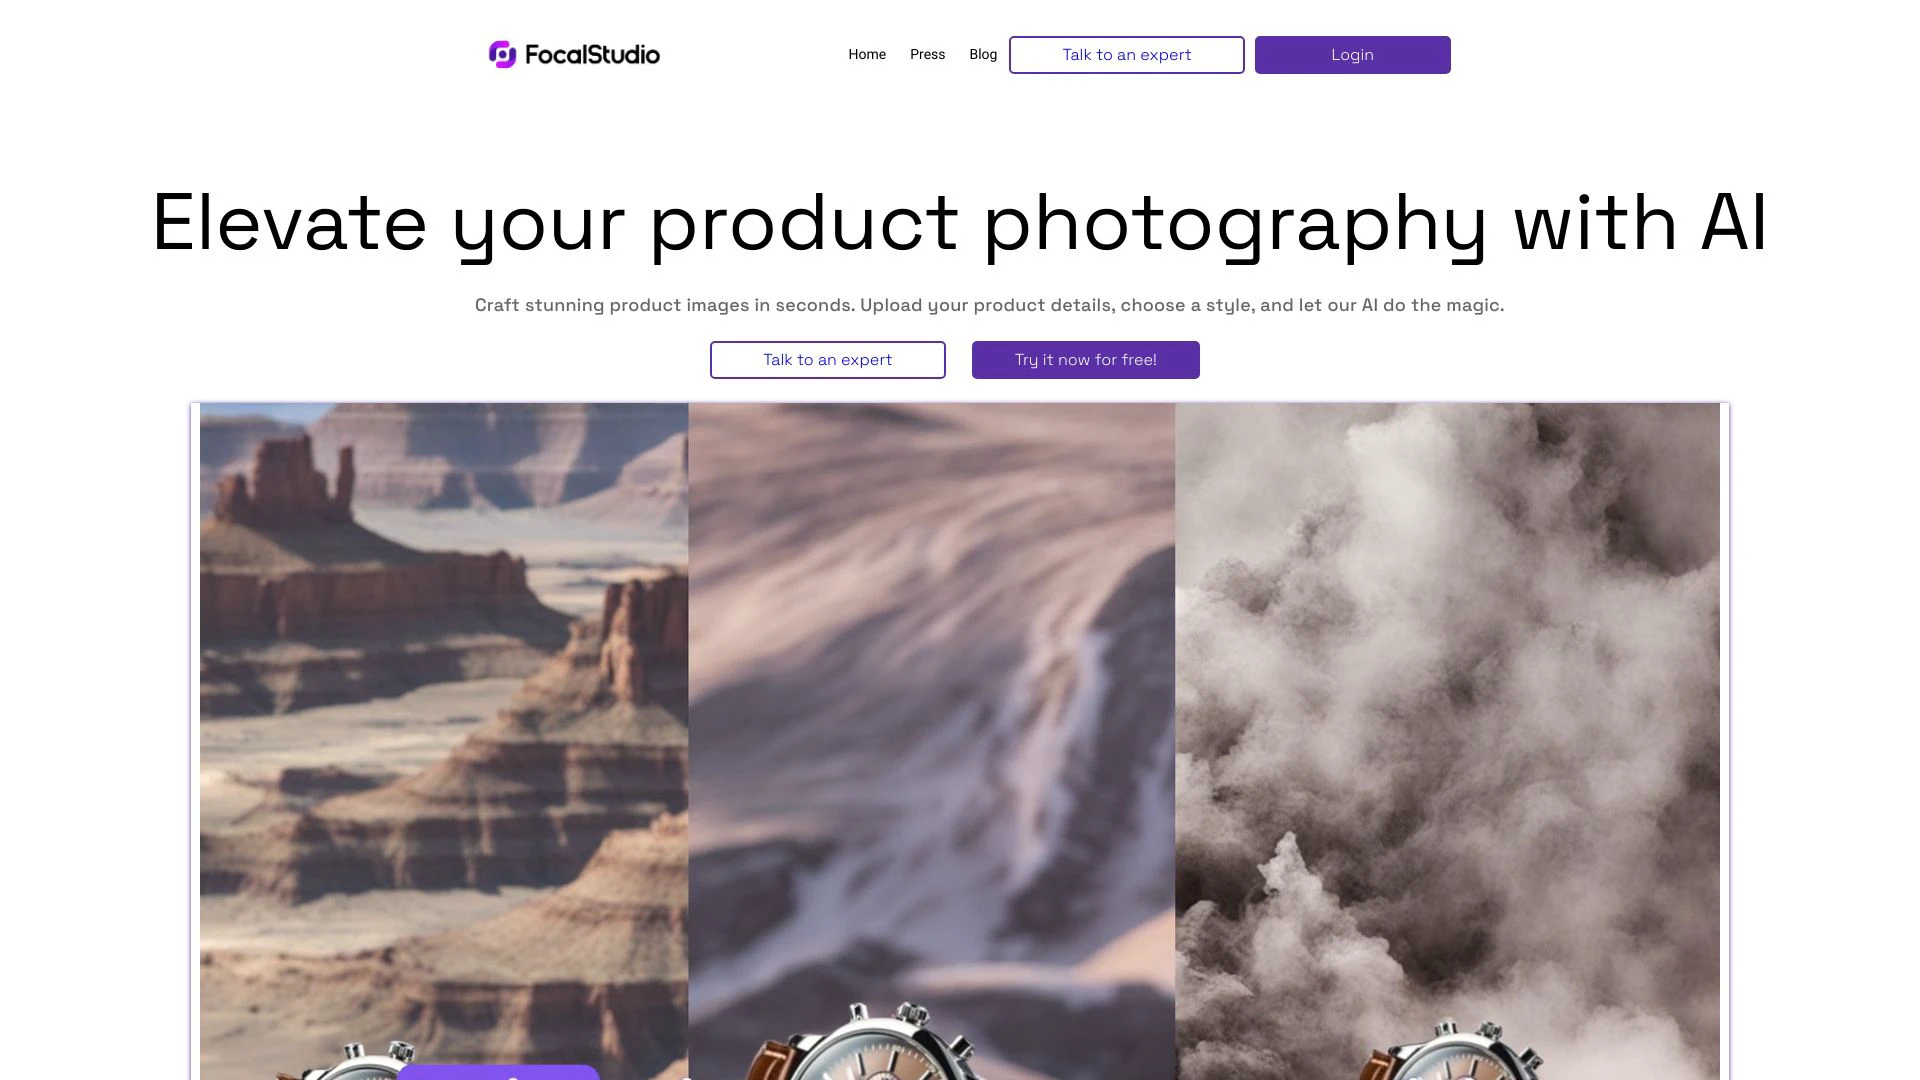 FocalStudio
Home Press Blog Talk to an expert Login
Elevate your product photography with AI
Craft stunning product images in seconds. Upload your product details, choose a style, and let our AI do the magic.
Talk to an expert Try it now for free!